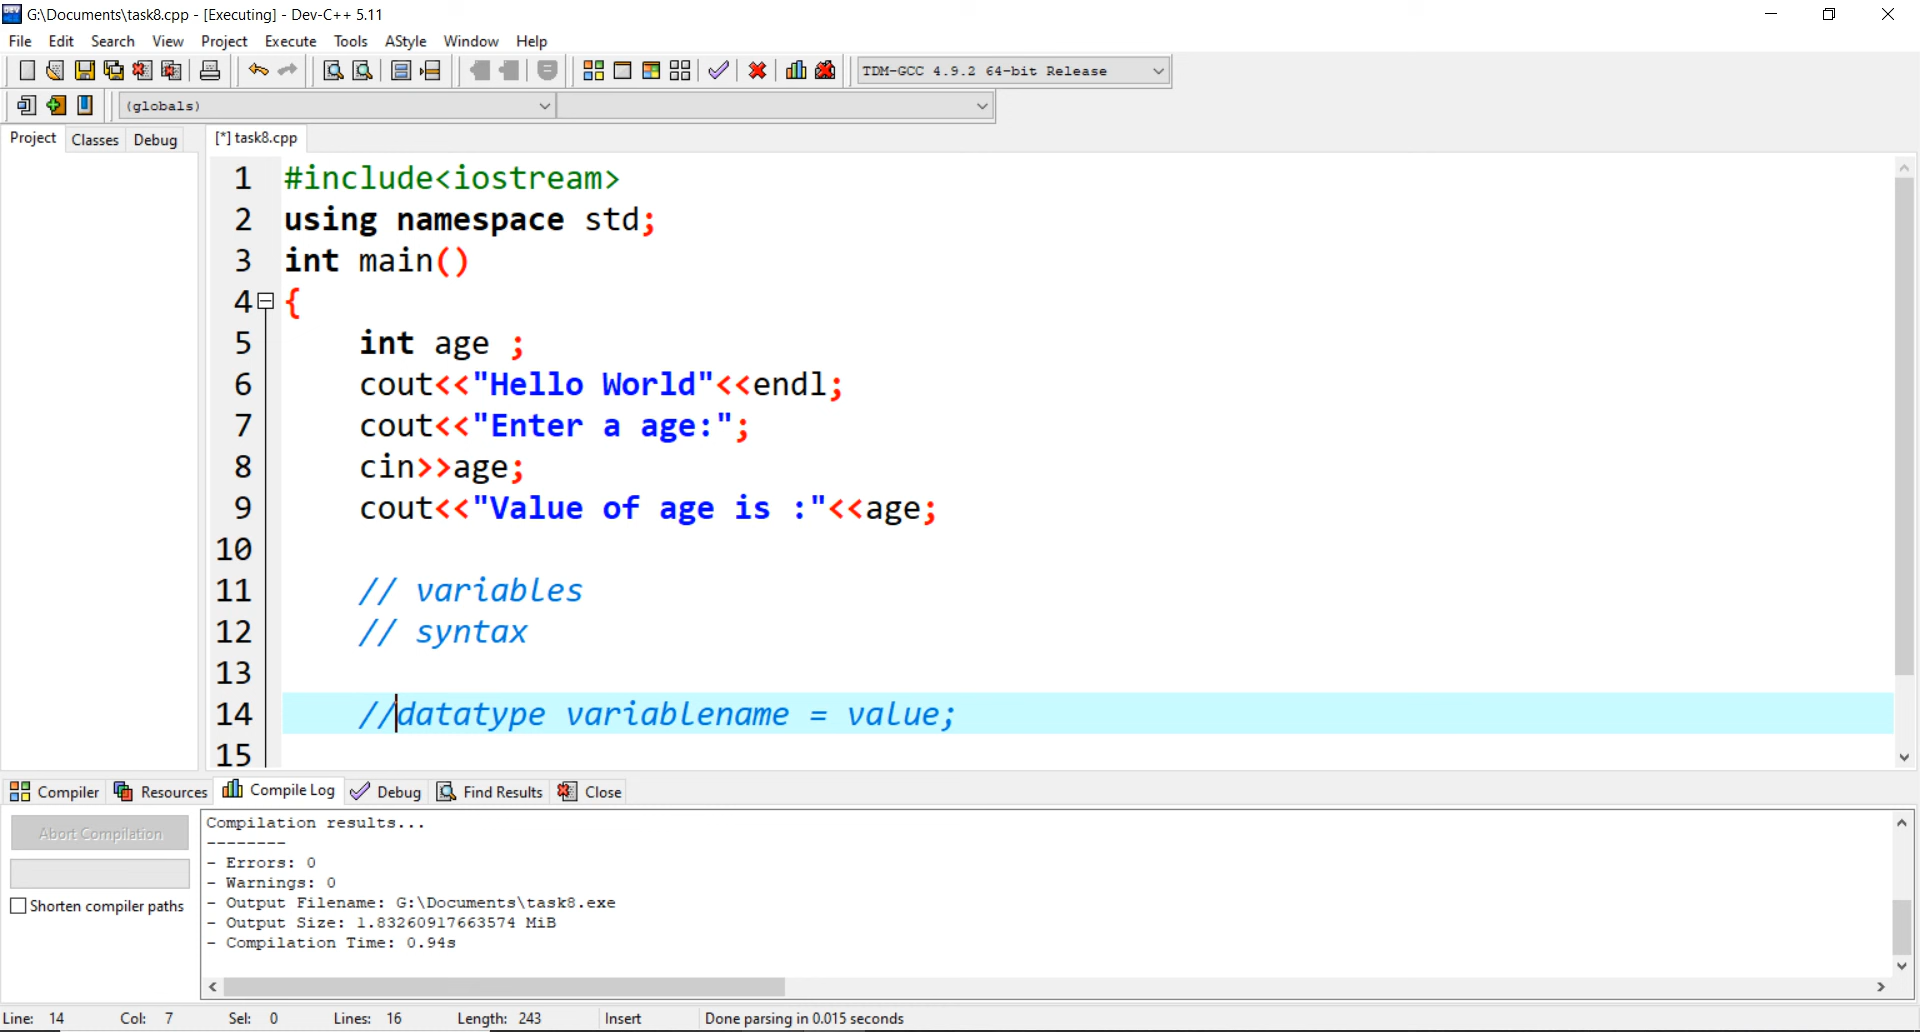 G:\Documents\task8.cpp - [Executing] - Dev-C++ 5.11
File Edit Search View Project Execute Tools AStyle Window Help
TDM-GCC 4.9.2 64-bit Release
(globals)
Project Classes Debug [*] task8.cpp
1 #include<iostream>
2 using namespace std;
3 int main()
4 {
5 int age ;
6 cout<<"Hello World"<<endl;
7 cout<<"Enter a age:";
8 cin>>age;
9 cout<<"Value of age is :"<<age;
10
11 // variables
12 // syntax
13
14 //datatype variablename = value;
15
Compiler Resources Compile Log Debug Find Results Close
Abort Compilation
Shorten compiler paths
Compilation results...
--------
- Errors: 0
- Warnings: 0
- Output Filename: G:\Documents\task8.exe
- Output Size: 1.83260917663574 MiB
- Compilation Time: 0.94s
Line: 14 Col: 7 Sel: 0 Lines: 16 Length: 243 Insert Done parsing in 0.015 seconds